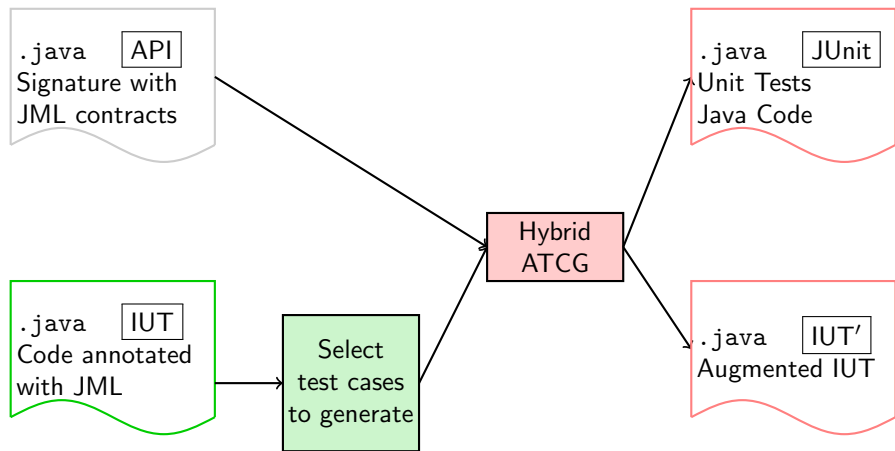 .java API
Signature with
JML contracts
.java JUnit
Unit Tests
Java Code
Hybrid
ATCG
.java IUT
Code annotated
with JML
Select
test cases
to generate
.java IUT′
Augmented IUT